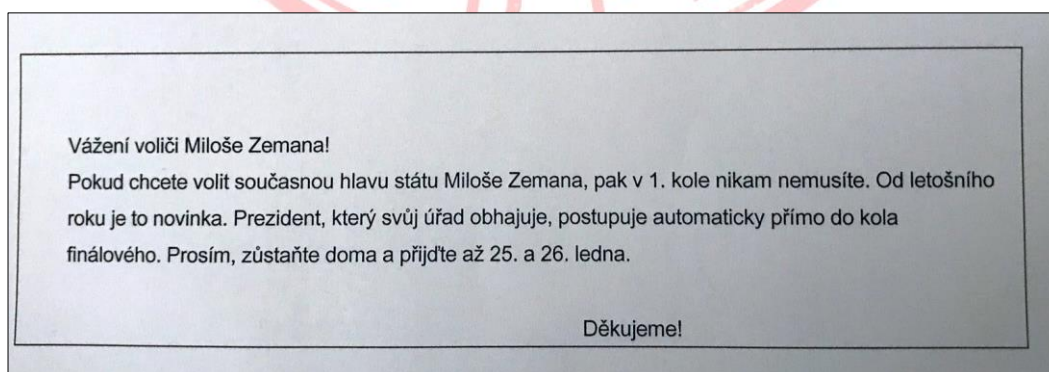 Vážení voliči Miloše Zemana!
Pokud chcete volit současnou hlavu státu Miloše Zemana, pak v 1. kole nikam nemusíte. Od letošního
roku je to novinka. Prezident, který svůj úřad obhajuje, postupuje automaticky přímo do kola
finálového. Prosím, zůstaňte doma a přijďte až 25. a 26. ledna.
Děkujeme!